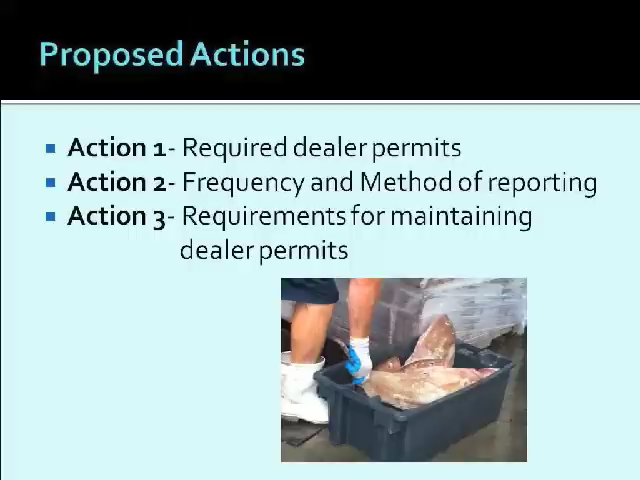 Proposed Actions
Action 1- Required dealer permits
Action 2- Frequency and Method of reporting
Action 3- Requirements for maintaining
dealer permits